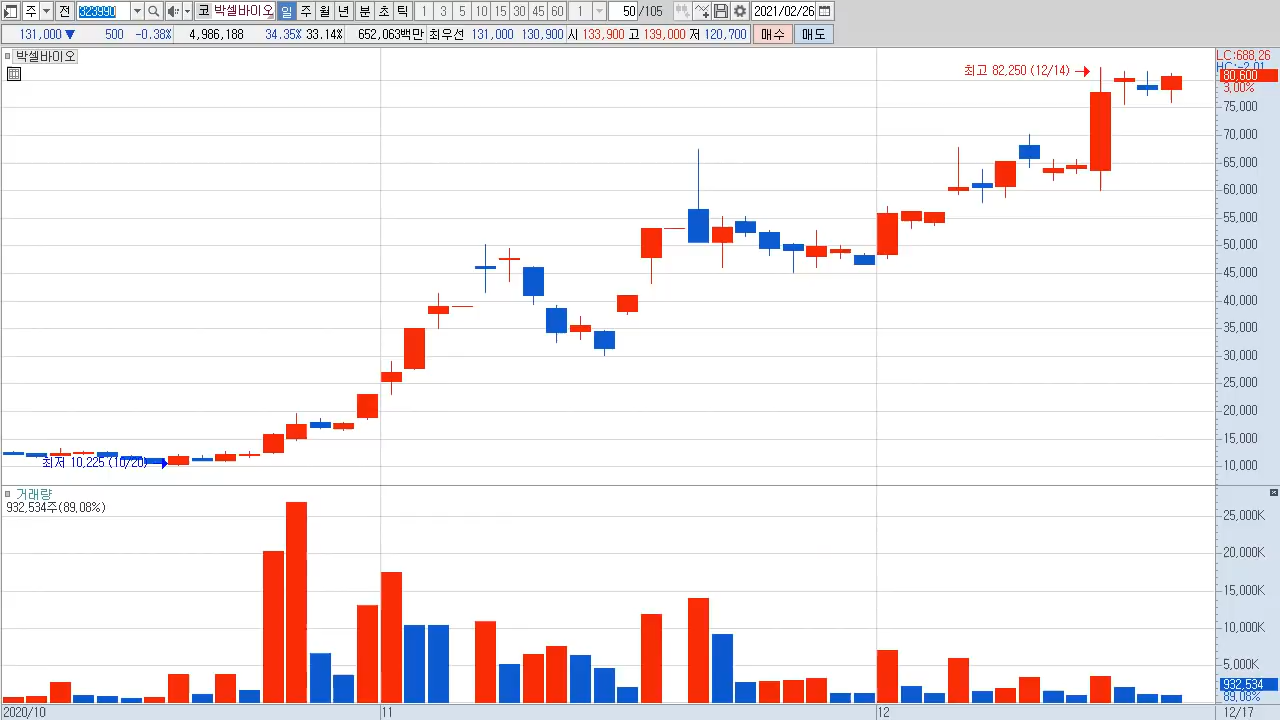 주 전 323990 코 박셀바이오 일 주 월 년 분 초 틱 1 3 5 10 15 30 45 60 1 50 /105 2021/02/26
131,000 ▼ 500 -0.38% 4,986,188 34.35% 33.14% 652,063백만 최우선 131,000 130,900 시 133,900 고 139,000 저 120,700 매수 매도
박셀바이오
LC:688.26
HC:-2.01
최고 82,250 (12/14)
80,600
3.00%
75,000
70,000
65,000
60,000
55,000
50,000
45,000
40,000
35,000
30,000
25,000
20,000
15,000
최저 10,225 (10/20)
10,000
거래량
932,534주(89.08%)
25,000K
20,000K
15,000K
10,000K
5,000K
932,534
89.08%
2020/10 11 12 12/17